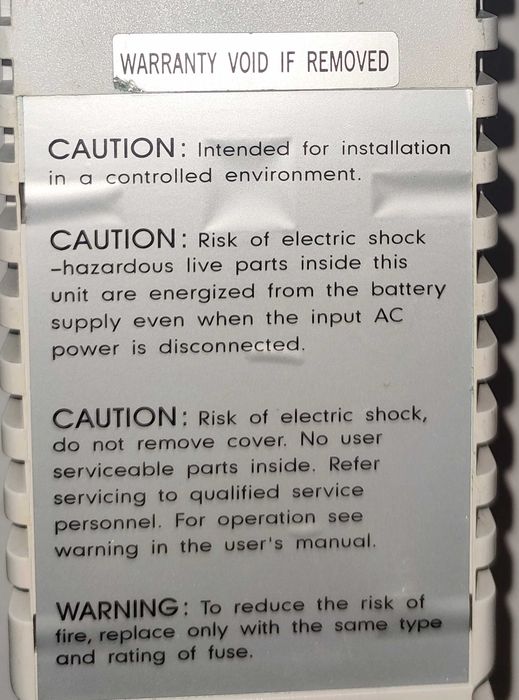 WARRANTY VOID IF REMOVED
CAUTION: Intended for installation
in a controlled environment.
CAUTION: Risk of electric shock
-hazardous live parts inside this
unit are energized from the battery
supply even when the input AC
power is disconnected.
CAUTION: Risk of electric shock,
do not remove cover. No user
serviceable parts inside. Refer
servicing to qualified service
personnel. For operation see
warning in the user's manual.
WARNING: To reduce the risk of
fire, replace only with the same type
and rating of fuse.